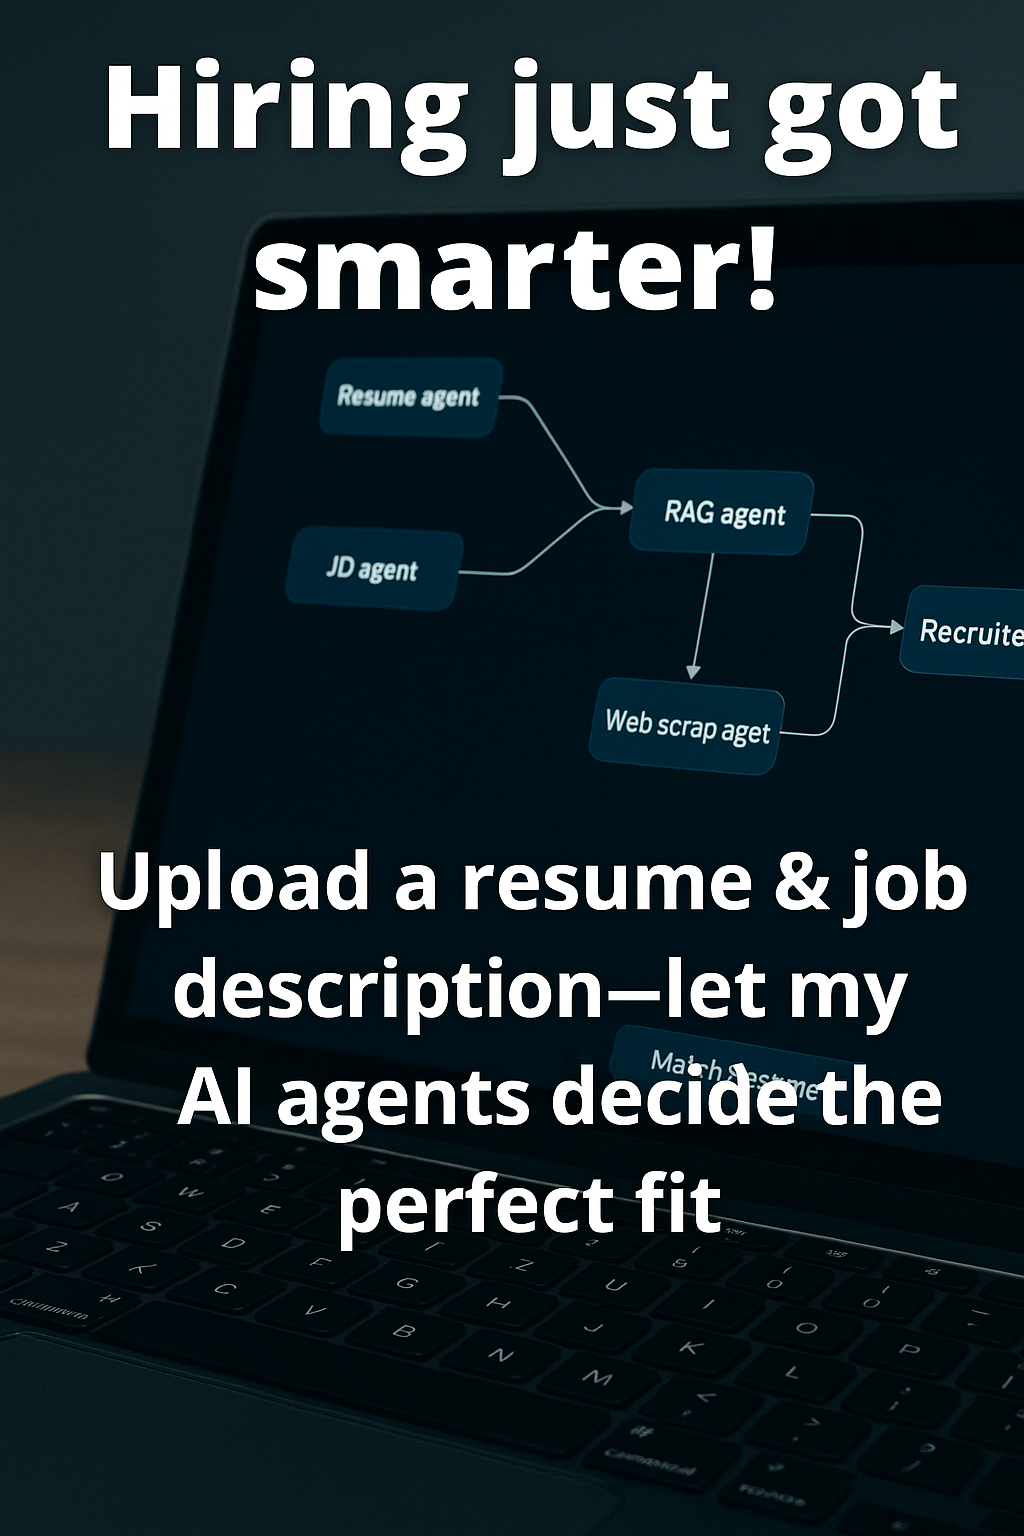 Hiring just got
smarter!
Resume agent
RAG agent
JD agent
Recruite
Web scrap aget
Upload a resume & job
description—let my
Match
AI agents decide the
perfect fit
O
W
E
A
S
D
F
G
H
J
K
L
Z
C
V
B
N
M
Z
U
I
O
P